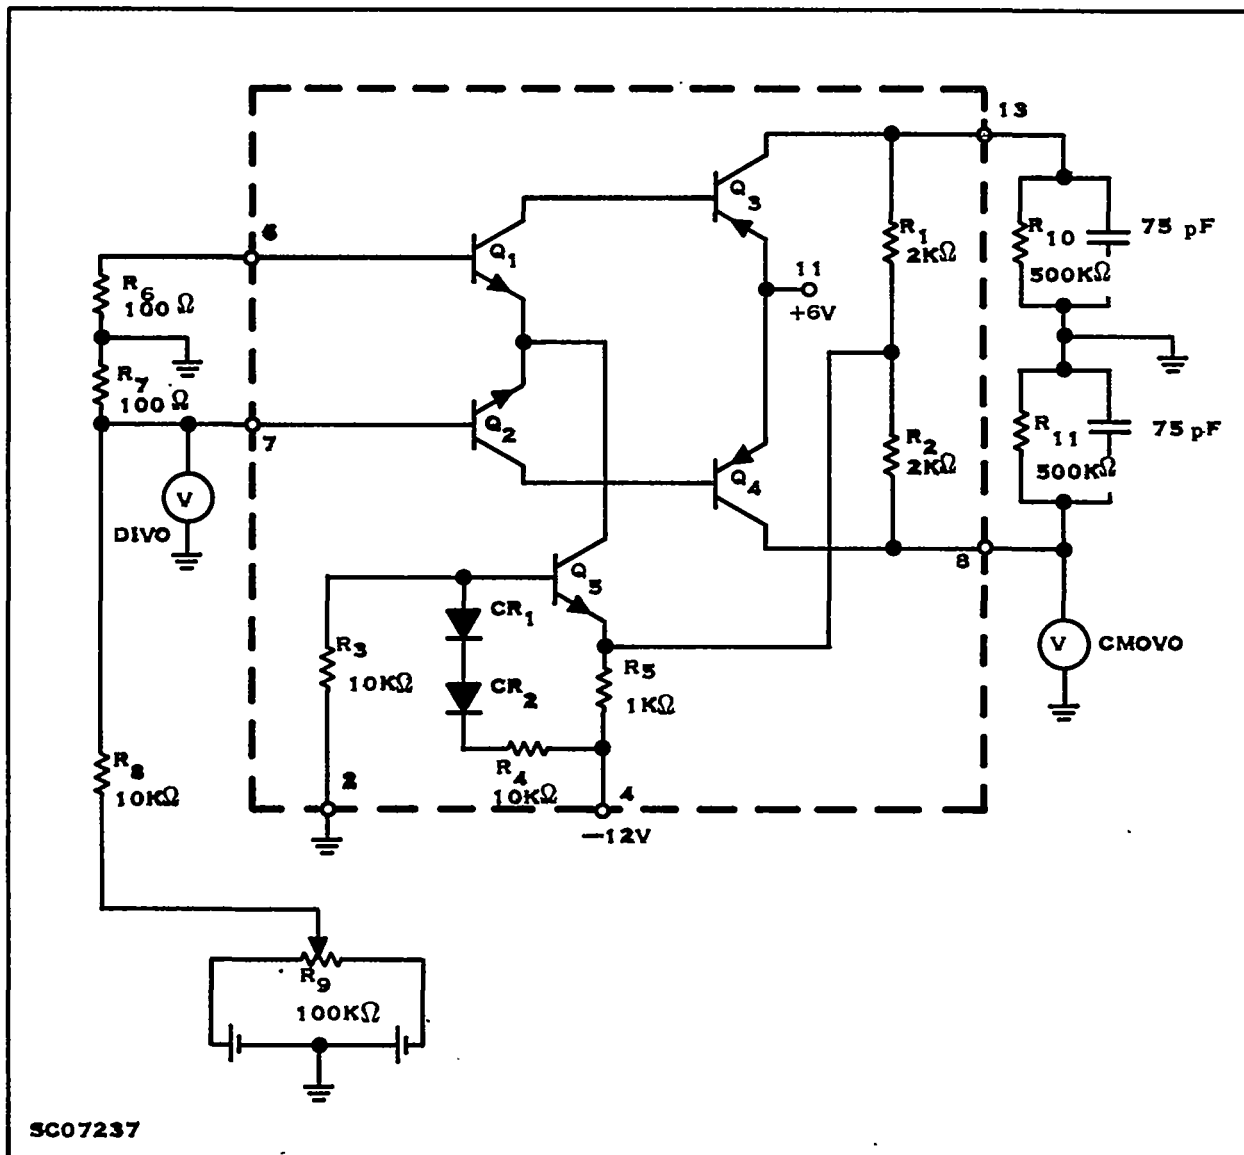 13
6
Q1
Q3
R10
500KΩ
75 pF
R1
2KΩ
11
+6V
R6
100 Ω
R7
100 Ω
7
Q2
R2
2KΩ
Q4
R11
500KΩ
75 pF
V
DIVO
8
Q5
CR1
R3
10KΩ
CR2
R5
1KΩ
V
CMOVO
R8
10KΩ
2
R4
10KΩ
4
-12V
R9
100KΩ
SC07237